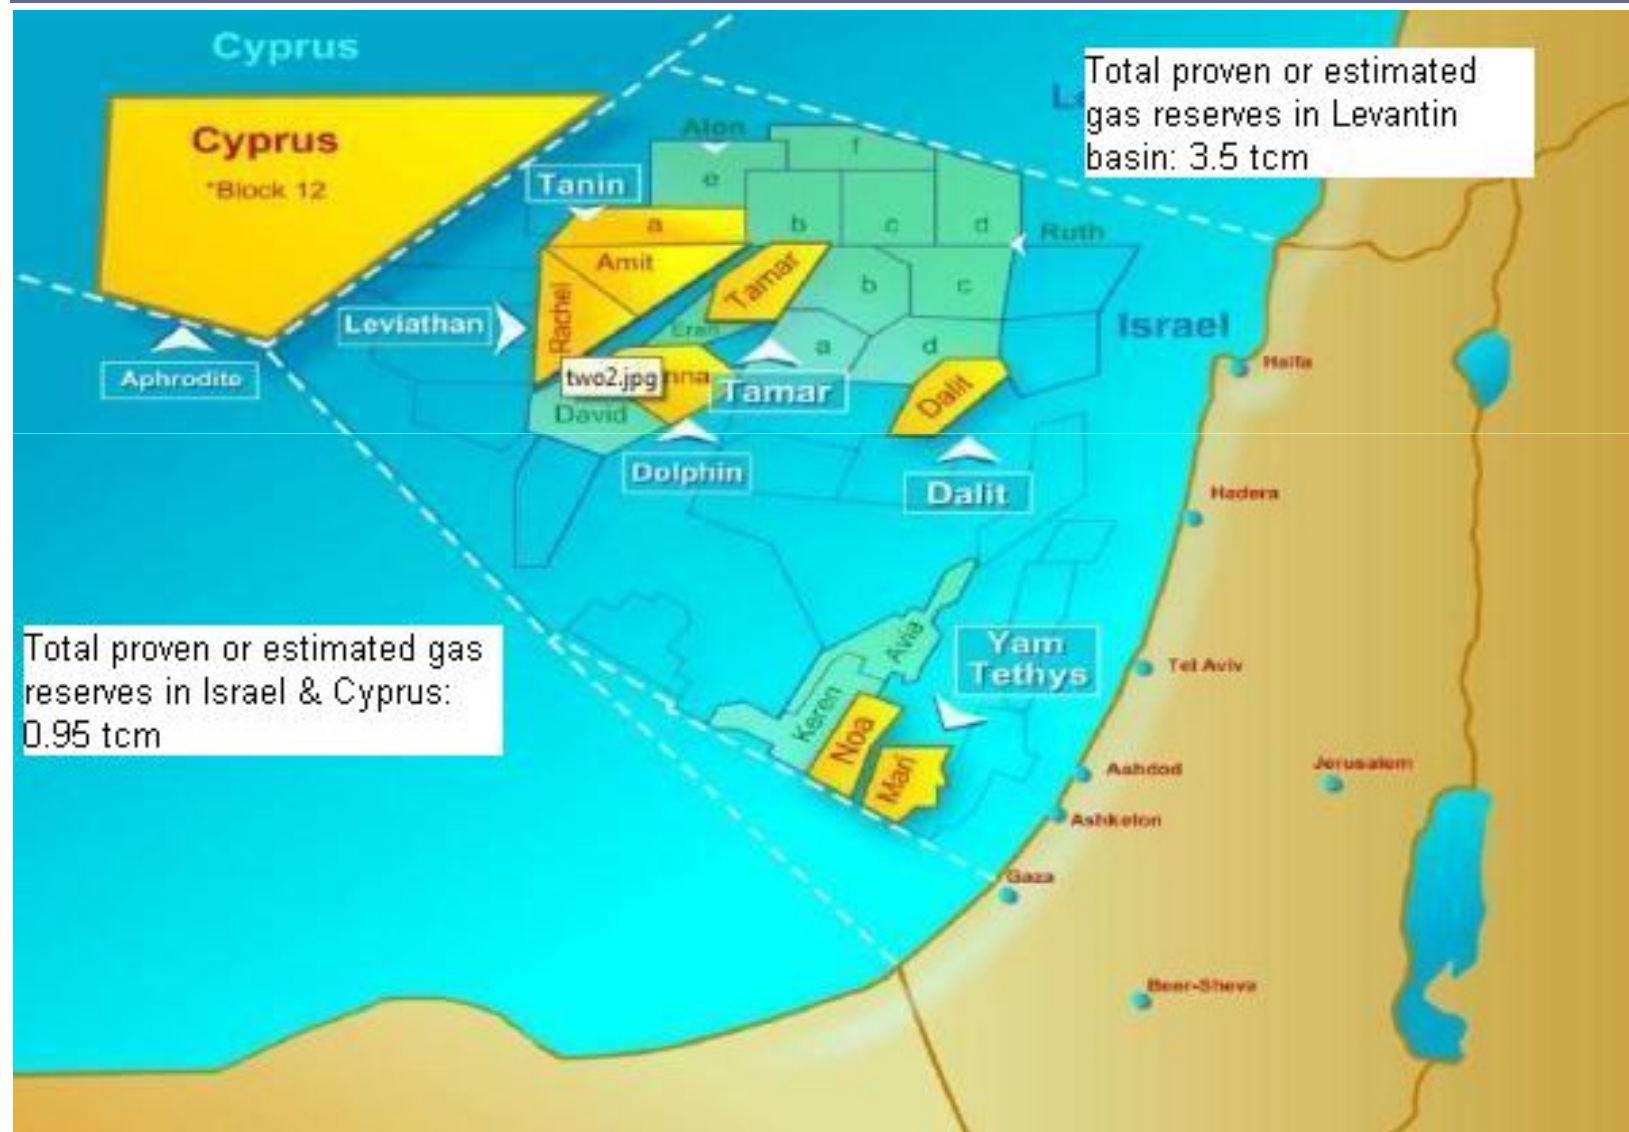 Cyprus
Total proven or estimated
gas reserves in Levantin
basin: 3.5 tcm
Cyprus
*Block 12
Alon
f
e
Tanin
a
b
c
d
Ruth
Amit
Tamar
b
c
Rachel
Leviathan
Eran
a
d
Israel
Haifa
Aphrodite
two2.jpg
nna
Tamar
Dalit
David
Dolphin
Dalit
Hadera
Total proven or estimated gas
reserves in Israel & Cyprus:
0.95 tcm
Avia
Yam
Tethys
Tel Aviv
Keren
Noa
Mari
Ashdod
Jerusalem
Ashkelon
Gaza
Beer-Sheva